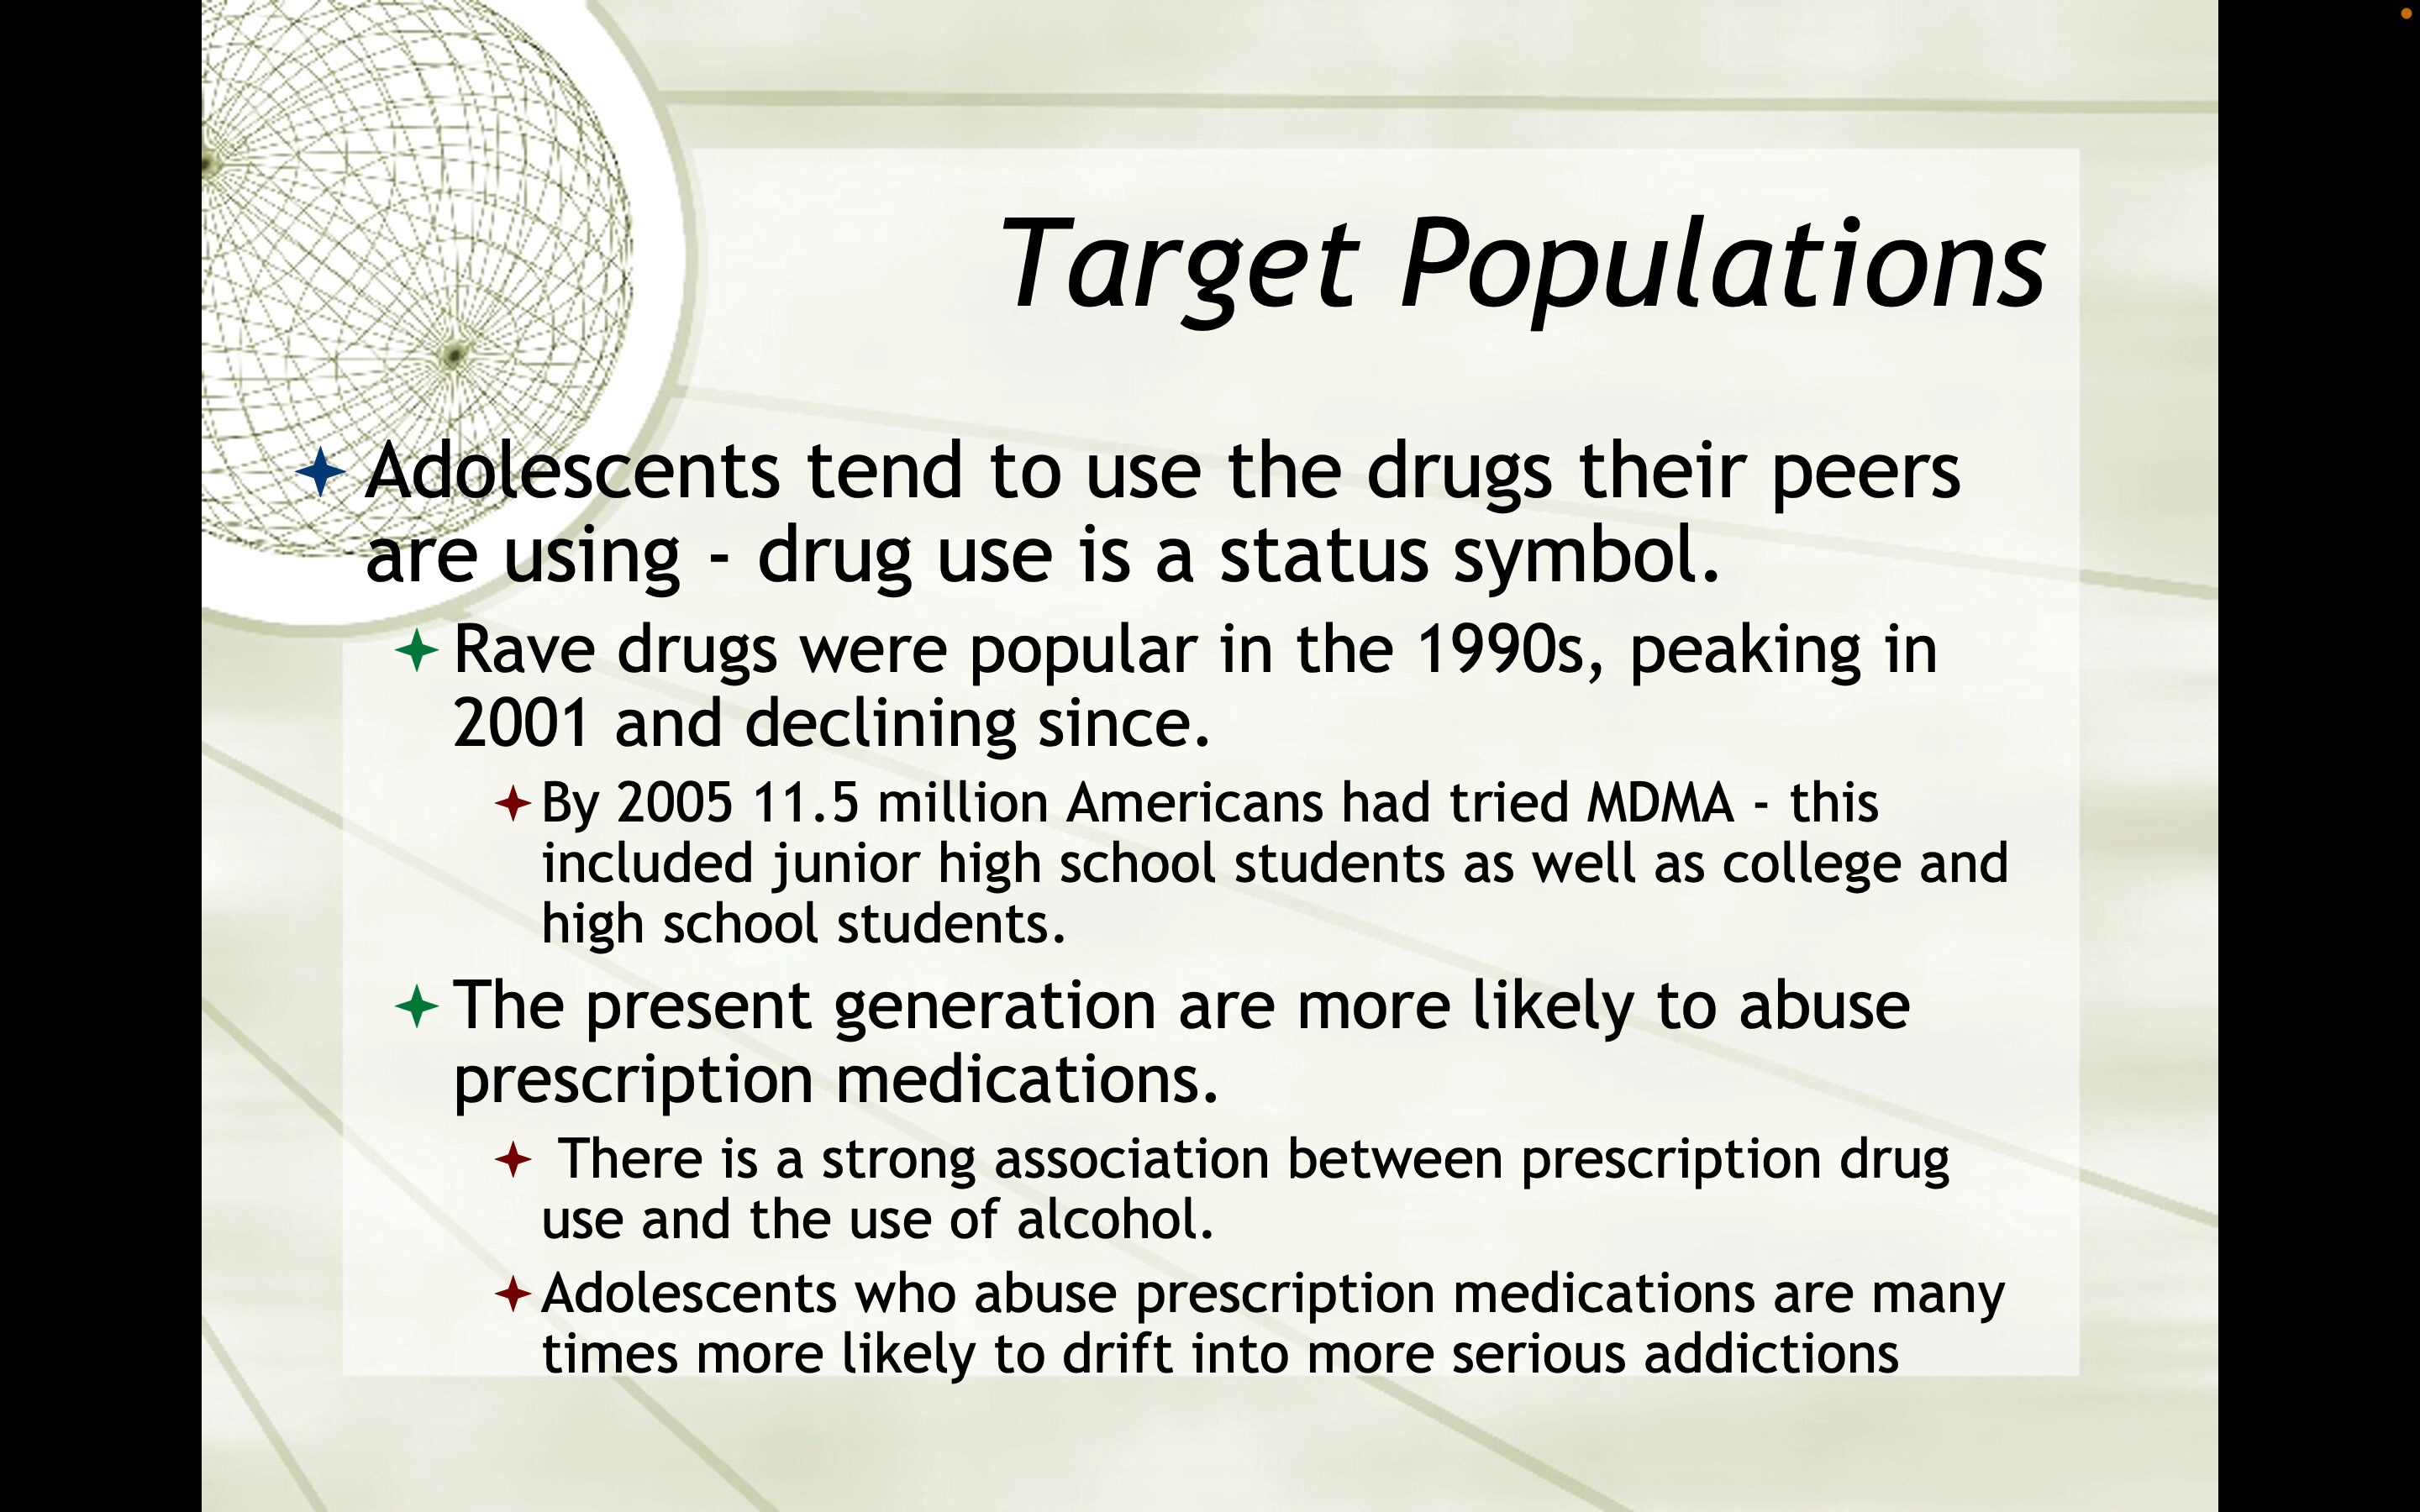 Target Populations
Adolescents tend to use the drugs their peers
are using - drug use is a status symbol.
Rave drugs were popular in the 1990s, peaking in
2001 and declining since.
By 2005 11.5 million Americans had tried MDMA - this
included junior high school students as well as college and
high school students.
The present generation are more likely to abuse
prescription medications.
There is a strong association between prescription drug
use and the use of alcohol.
Adolescents who abuse prescription medications are many
times more likely to drift into more serious addictions